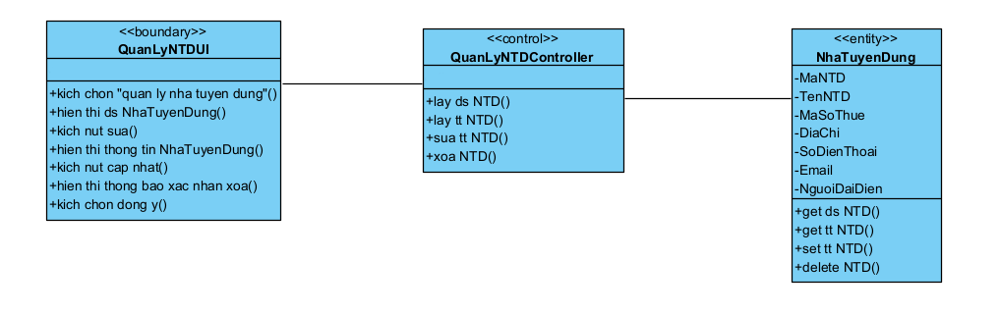 <<boundary>>
QuanLyNTDUI
+kich chon "quan ly nha tuyen dung"()
+hien thi ds NhaTuyenDung()
+kich nut sua()
+hien thi thong tin NhaTuyenDung()
+kich nut cap nhat()
+hien thi thong bao xac nhan xoa()
+kich chon dong y()
<<control>>
QuanLyNTDController
+lay ds NTD()
+lay tt NTD()
+sua tt NTD()
+xoa NTD()
<<entity>>
NhaTuyenDung
-MaNTD
-TenNTD
-MaSoThue
-DiaChi
-SoDienThoai
-Email
-NguoiDaiDien
+get ds NTD()
+get tt NTD()
+set tt NTD()
+delete NTD()